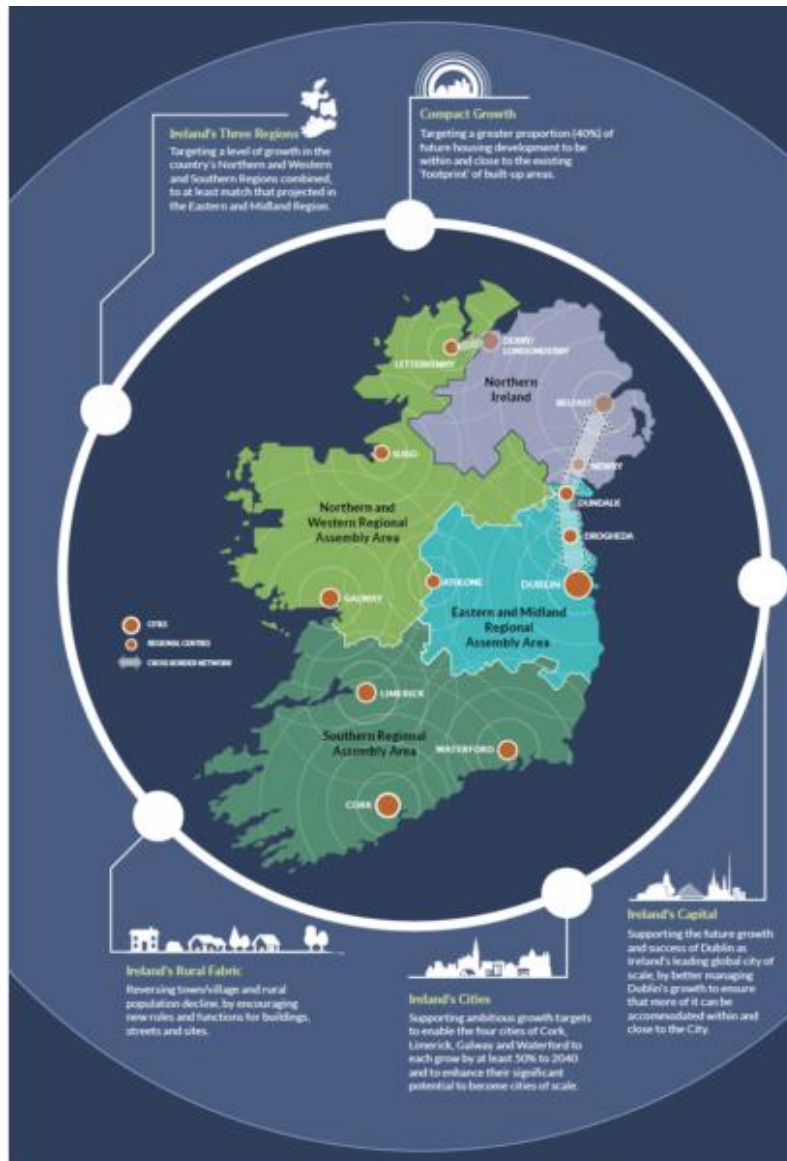 Ireland's Three Regions
Targeting a level of growth in the
country's Northern and Western
and Southern Regions combined,
to at least match that projected in
the Eastern and Midland Region.
Compact Growth
Targeting a greater proportion (40%) of
future housing development to be
within and close to the existing
'footprint' of built-up areas.
DERRY/
LONDONDERRY
LETTERKENNY
Northern
Ireland
BELFAST
SLIGO
NEWRY
DUNDALK
Northern and
Western Regional
Assembly Area
DROGHEDA
ATHLONE
DUBLIN
GALWAY
Eastern and Midland
Regional
Assembly Area
CITIES
REGIONAL CENTRES
CROSS BORDER NETWORK
LIMERICK
Southern Regional
Assembly Area
WATERFORD
CORK
Ireland's Rural Fabric
Reversing town/village and rural
population decline, by encouraging
new roles and functions for buildings,
streets and sites.
Ireland's Cities
Supporting ambitious growth targets
to enable the four cities of Cork,
Limerick, Galway and Waterford to
each grow by at least 50% to 2040
and to enhance their significant
potential to become cities of scale.
Ireland's Capital
Supporting the future growth
and success of Dublin as
Ireland's leading global city of
scale, by better managing
Dublin's growth to ensure
that more of it can be
accommodated within and
close to the City.